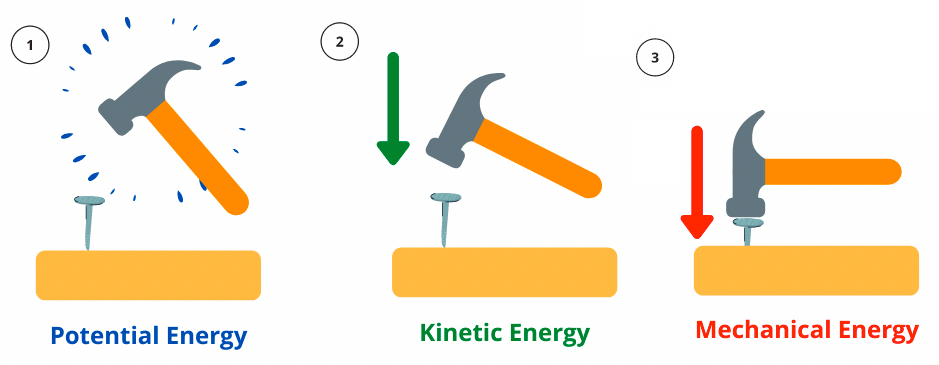 1
2
3
Potential Energy
Kinetic Energy
Mechanical Energy